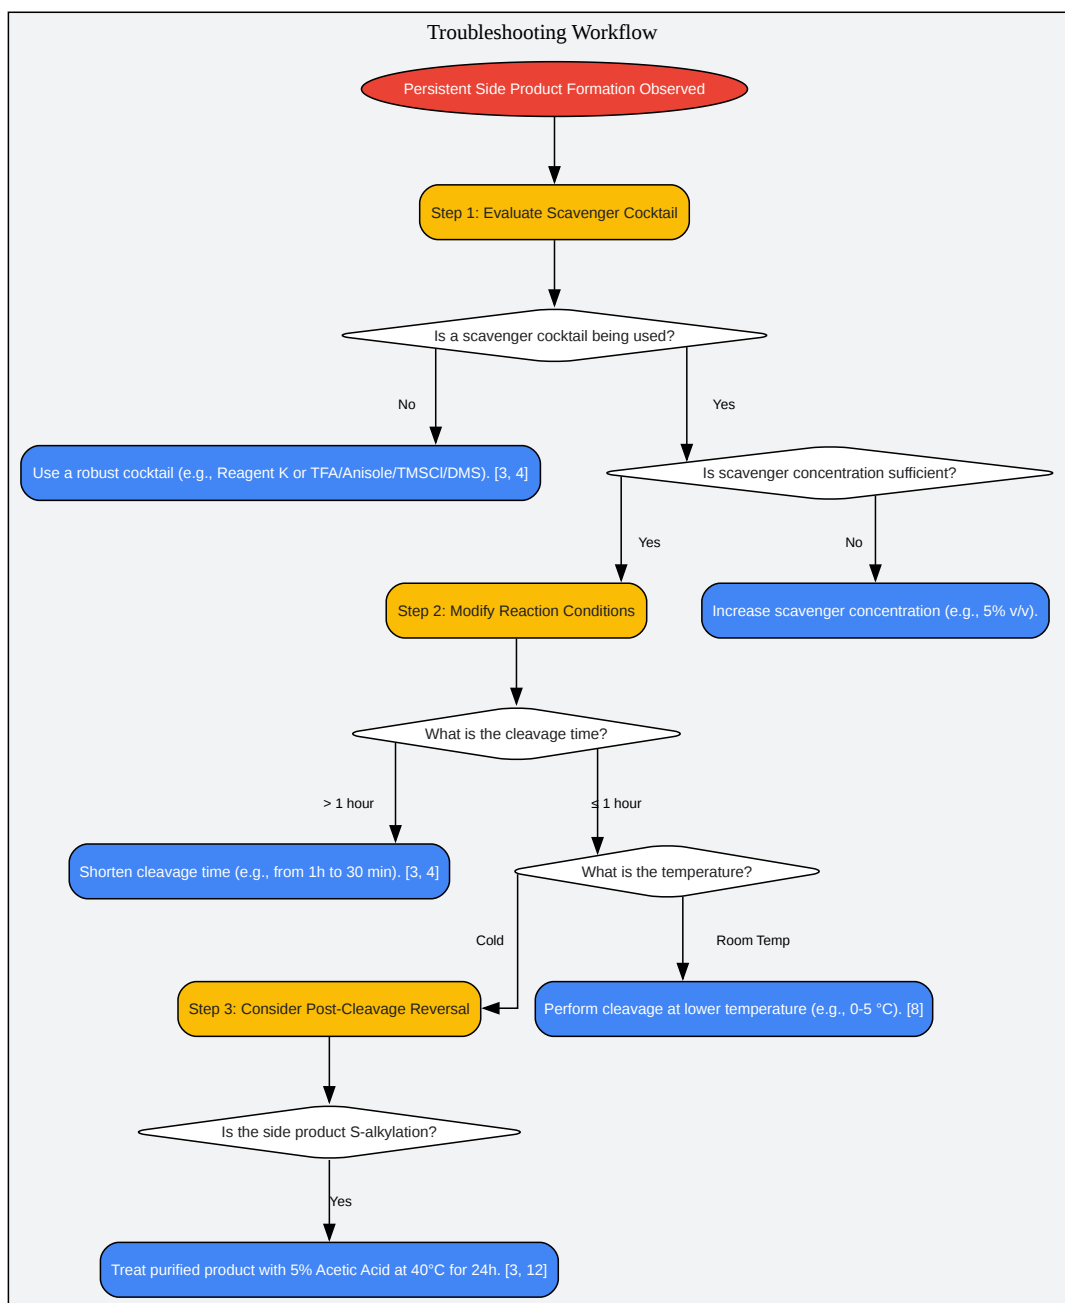 Troubleshooting Workflow
Persistent Side Product Formation Observed
Step 1: Evaluate Scavenger Cocktail
Is a scavenger cocktail being used?
No
Yes
Use a robust cocktail (e.g., Reagent K or TFA/Anisole/TMSCl/DMS). [3, 4]
Is scavenger concentration sufficient?
Yes
No
Step 2: Modify Reaction Conditions
Increase scavenger concentration (e.g., 5% v/v).
What is the cleavage time?
> 1 hour
≤ 1 hour
Shorten cleavage time (e.g., from 1h to 30 min). [3, 4]
What is the temperature?
Cold
Room Temp
Step 3: Consider Post-Cleavage Reversal
Perform cleavage at lower temperature (e.g., 0-5 °C). [8]
Is the side product S-alkylation?
Yes
Treat purified product with 5% Acetic Acid at 40°C for 24h. [3, 12]